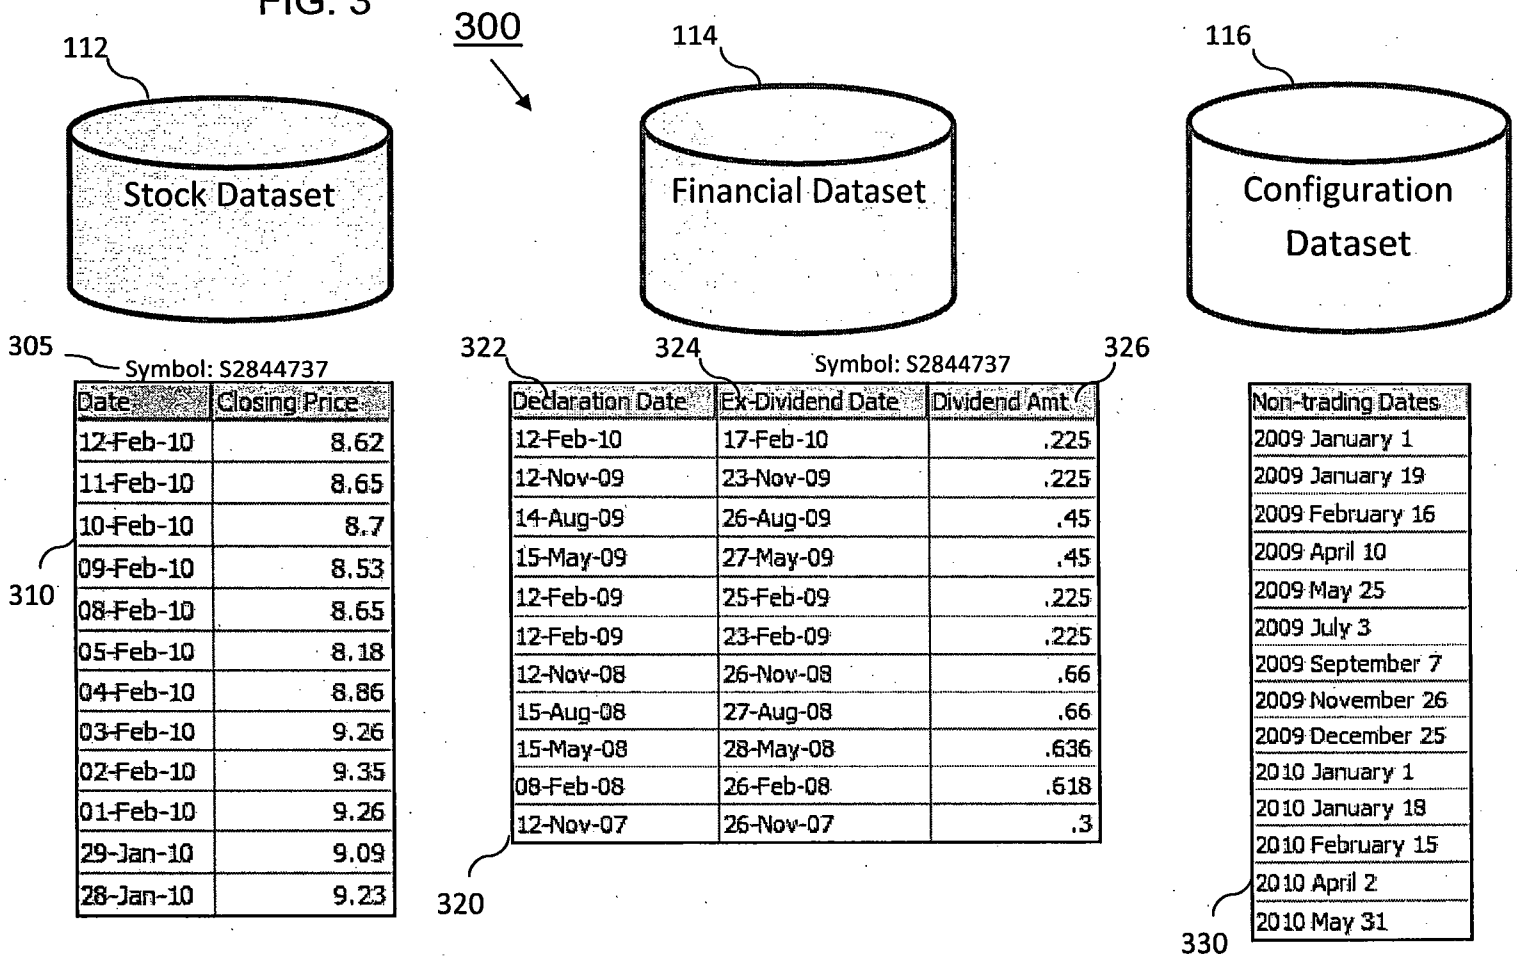 FIG. 3
300
112
114
116
Stock Dataset
Financial Dataset
Configuration
Dataset
305
Symbol: S2844737
Date Closing Price
12-Feb-10 8.62
11-Feb-10 8.65
10-Feb-10 8.7
09-Feb-10 8.53
08-Feb-10 8.65
05-Feb-10 8.18
04-Feb-10 8.86
03-Feb-10 9.26
02-Feb-10 9.35
01-Feb-10 9.26
29-Jan-10 9.09
28-Jan-10 9.23
310
322
324
326
Symbol: S2844737
Declaration Date Ex-Dividend Date Dividend Amt
12-Feb-10 17-Feb-10 .225
12-Nov-09 23-Nov-09 .225
14-Aug-09 26-Aug-09 .45
15-May-09 27-May-09 .45
12-Feb-09 25-Feb-09 .225
12-Feb-09 23-Feb-09 .225
12-Nov-08 26-Nov-08 .66
15-Aug-08 27-Aug-08 .66
15-May-08 28-May-08 .636
08-Feb-08 26-Feb-08 .618
12-Nov-07 26-Nov-07 .3
320
Non-trading Dates
2009 January 1
2009 January 19
2009 February 16
2009 April 10
2009 May 25
2009 July 3
2009 September 7
2009 November 26
2009 December 25
2010 January 1
2010 January 18
2010 February 15
2010 April 2
2010 May 31
330